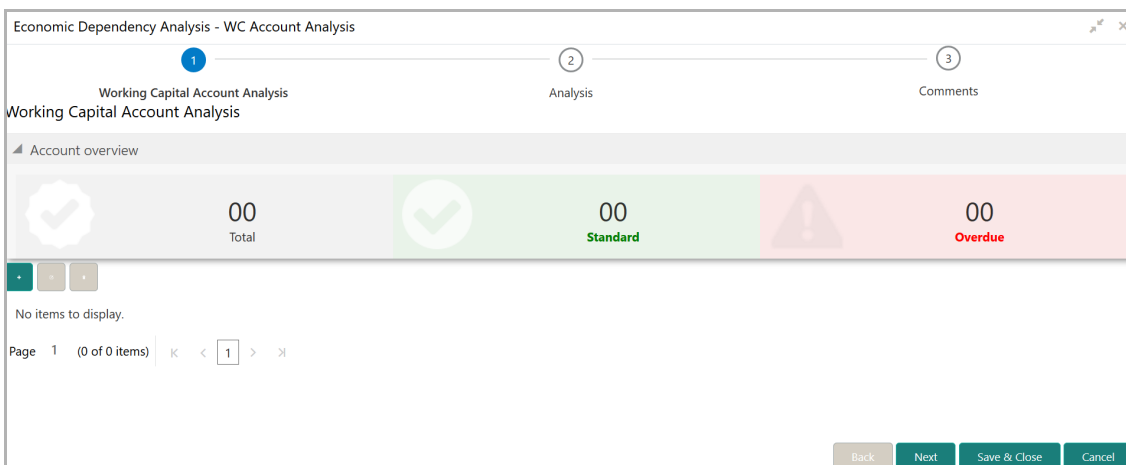 Economic Dependency Analysis - WC Account Analysis
1 2 3
Working Capital Account Analysis Analysis Comments
Working Capital Account Analysis
Account overview
00 00 00
Total Standard Overdue
+
No items to display.
Page 1 (0 of 0 items) 1
Back Next Save & Close Cancel